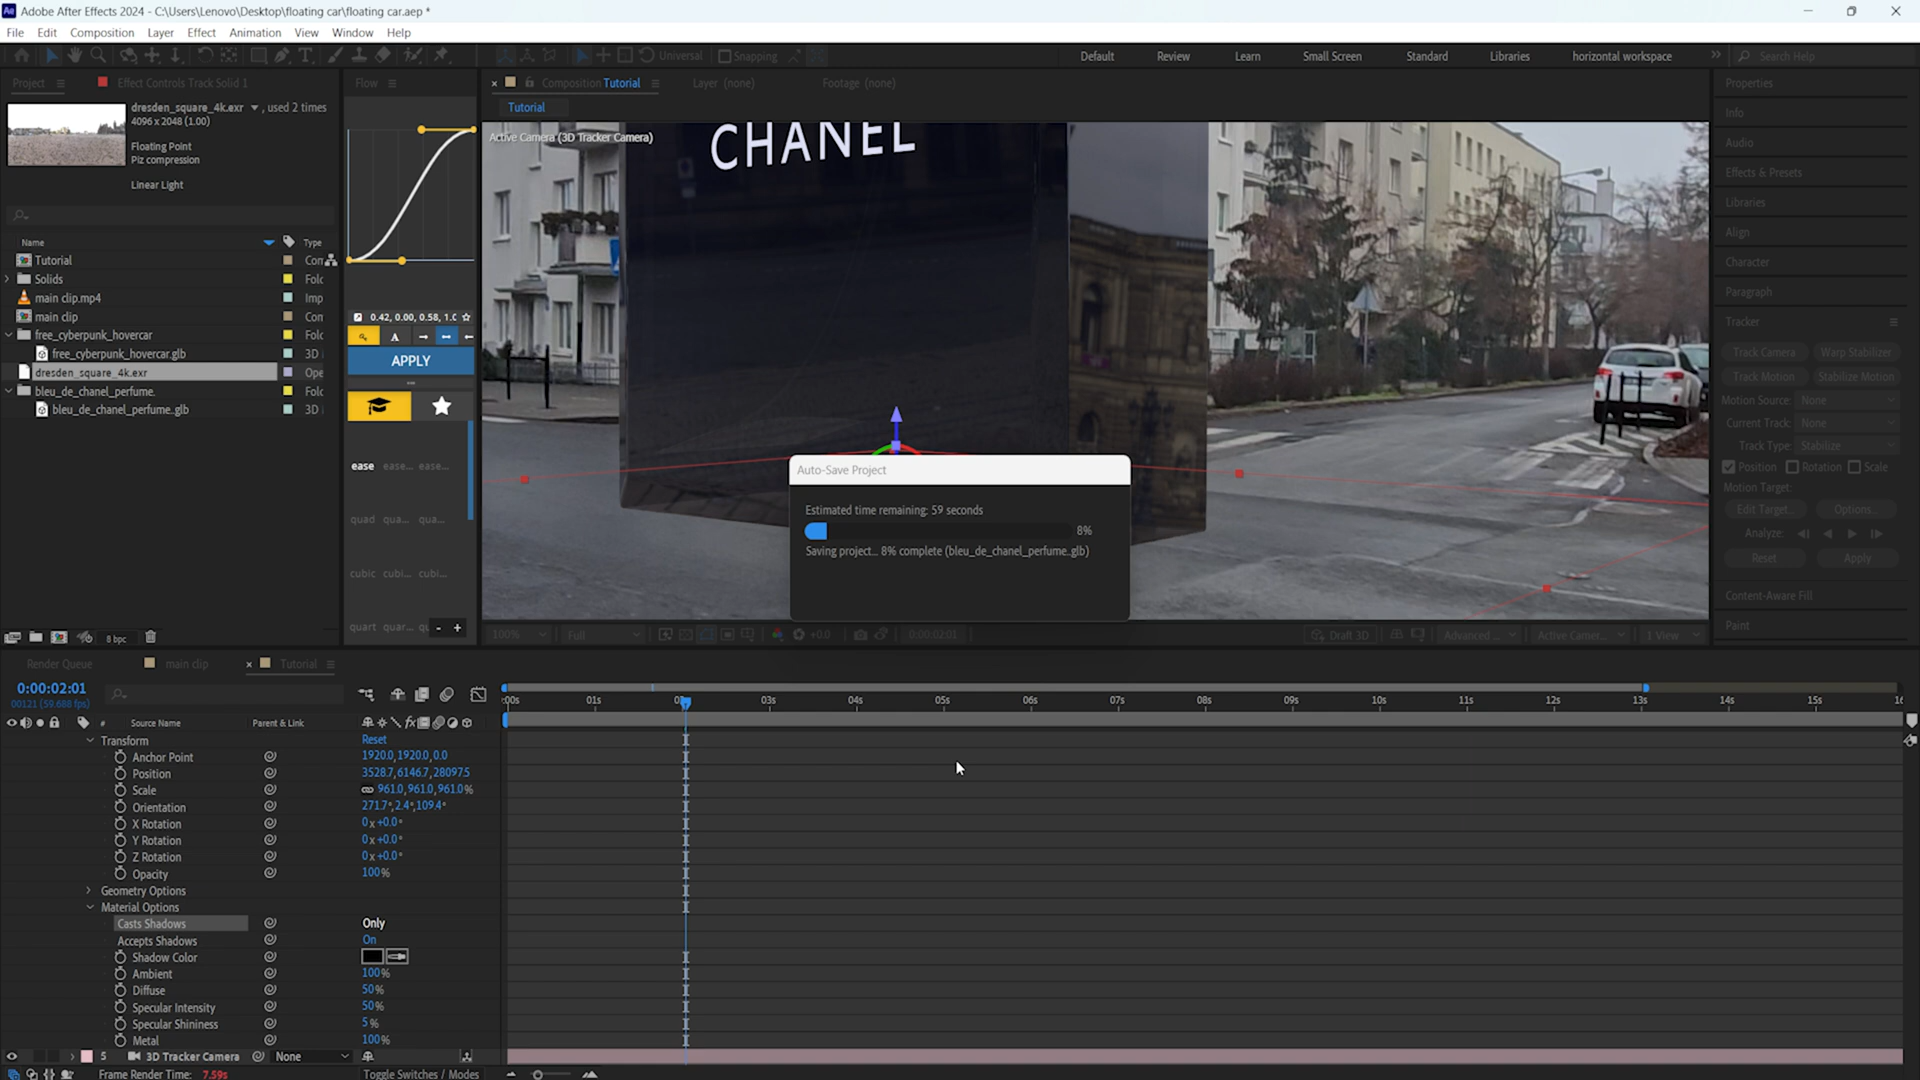 Adobe After Effects 2024 - C:\Users\Lenovo\Desktop\floating car\floating car.aep *
File Edit Composition Layer Effect Animation View Window Help
Universal Snapping Default Review Learn Small Screen Standard Libraries horizontal workspace Search Help
Project Effect Controls Track Solid 1
dresden_square_4k.exr , used 2 times
4096 x 2048 (1.00)
Floating Point
Piz compression
Linear Light
Name Type
Tutorial Con
Solids Fold
main clip.mp4 Imp
main clip Con
free_cyberpunk_hovercar Fold
free_cyberpunk_hovercar.glb 3D
dresden_square_4k.exr Ope
bleu_de_chanel_perfume. Fold
bleu_de_chanel_perfume.glb 3D
8 bpc
Flow
0.42, 0.00, 0.58, 1.0
A
APPLY
ease ease... ease...
quad qua... qua...
cubic cubi... cubi...
quart quar...
- +
Composition Tutorial Layer (none) Footage (none)
Tutorial
Active Camera (3D Tracker Camera)
CHANEL
Auto-Save Project
Estimated time remaining: 59 seconds
8%
Saving project... 8% complete (bleu_de_chanel_perfume..glb)
100% Full +0.0 0:00:02:01 Draft 3D Advanced... Active Camer... 1 View
Properties
Info
Audio
Effects & Presets
Libraries
Align
Character
Paragraph
Tracker
Track Camera Warp Stabilizer
Track Motion Stabilize Motion
Motion Source: None
Current Track: None
Track Type: Stabilize
Position Rotation Scale
Motion Target:
Edit Target... Options...
Analyze:
Reset Apply
Content-Aware Fill
Paint
Render Queue main clip Tutorial
0:00:02:01
00121 (59.688 fps)
:00s 01s 03s 04s 05s 06s 07s 08s 09s 10s 11s 12s 13s 14s 15s
# Source Name Parent & Link
Transform Reset
Anchor Point 1920.0,1920.0,0.0
Position 3528.7,6146.7,28097.5
Scale 961.0,961.0,961.0%
Orientation 271.7°,2.4°,109.4°
X Rotation 0x+0.0°
Y Rotation 0x+0.0°
Z Rotation 0x+0.0°
Opacity 100%
Geometry Options
Material Options
Casts Shadows Only
Accepts Shadows On
Shadow Color
Ambient 100%
Diffuse 50%
Specular Intensity 50%
Specular Shininess 5%
Metal 100%
5 3D Tracker Camera None
Frame Render Time: 7.59s Toggle Switches / Modes